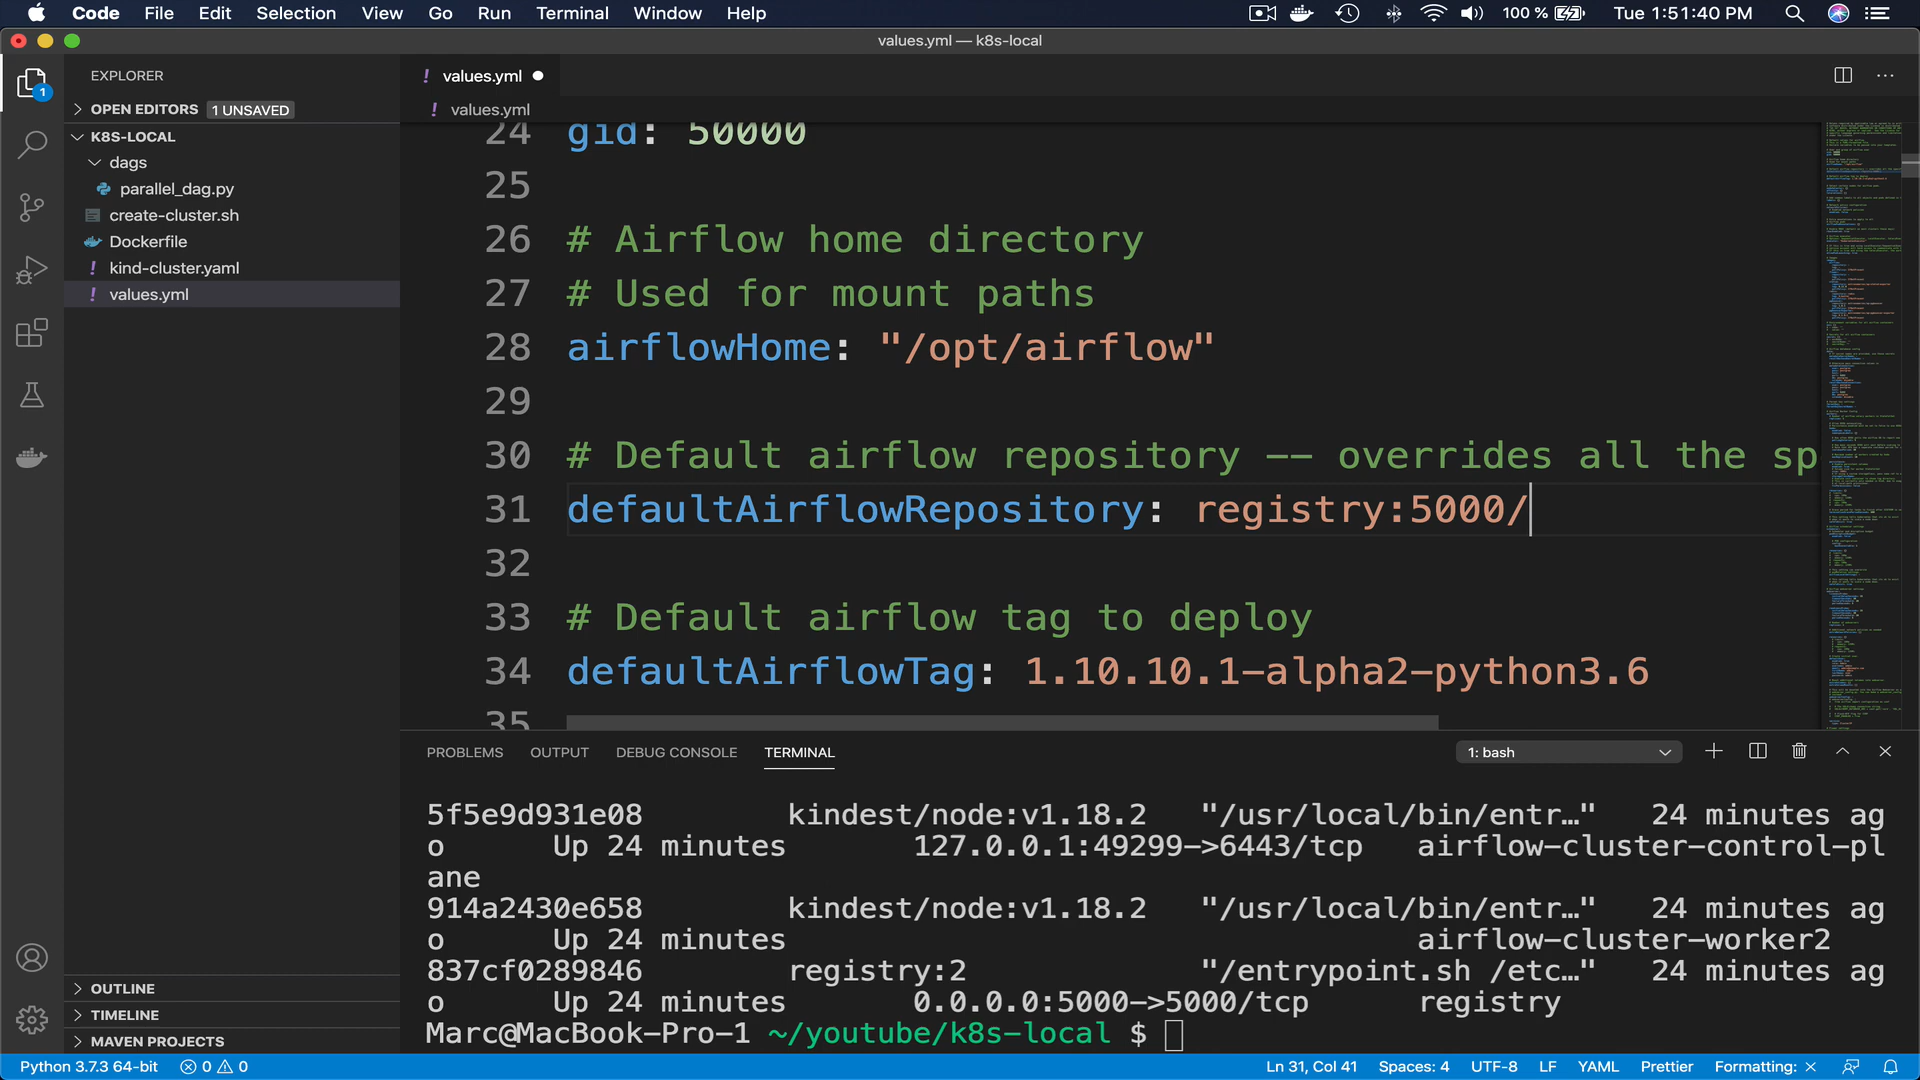 Code File Edit Selection View Go Run Terminal Window Help 100 % Tue 1:51:40 PM
values.yml — k8s-local
EXPLORER
OPEN EDITORS 1 UNSAVED
K8S-LOCAL
dags
parallel_dag.py
create-cluster.sh
Dockerfile
! kind-cluster.yaml
! values.yml
OUTLINE
TIMELINE
MAVEN PROJECTS
1
! values.yml
! values.yml
24 gid: 50000
25
26 # Airflow home directory
27 # Used for mount paths
28 airflowHome: "/opt/airflow"
29
30 # Default airflow repository -- overrides all the sp
31 defaultAirflowRepository: registry:5000/
32
33 # Default airflow tag to deploy
34 defaultAirflowTag: 1.10.10.1-alpha2-python3.6
35
PROBLEMS OUTPUT DEBUG CONSOLE TERMINAL 1: bash
5f5e9d931e08 kindest/node:v1.18.2 "/usr/local/bin/entr…" 24 minutes ag
o Up 24 minutes 127.0.0.1:49299->6443/tcp airflow-cluster-control-pl
ane
914a2430e658 kindest/node:v1.18.2 "/usr/local/bin/entr…" 24 minutes ag
o Up 24 minutes airflow-cluster-worker2
837cf0289846 registry:2 "/entrypoint.sh /etc…" 24 minutes ag
o Up 24 minutes 0.0.0.0:5000->5000/tcp registry
Marc@MacBook-Pro-1 ~/youtube/k8s-local $
Python 3.7.3 64-bit 0 0 Ln 31, Col 41 Spaces: 4 UTF-8 LF YAML Prettier Formatting: ×